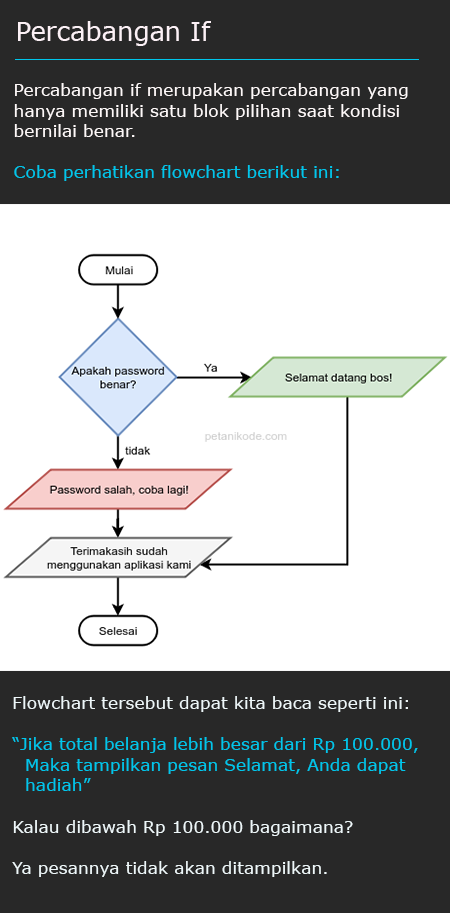 Percabangan If
Percabangan if merupakan percabangan yang
hanya memiliki satu blok pilihan saat kondisi
bernilai benar.
Coba perhatikan flowchart berikut ini:
Mulai
Apakah password
benar?
Ya
Selamat datang bos!
petanikode.com
tidak
Password salah, coba lagi!
Terimakasih sudah
menggunakan aplikasi kami
Selesai
Flowchart tersebut dapat kita baca seperti ini:
“Jika total belanja lebih besar dari Rp 100.000,
Maka tampilkan pesan Selamat, Anda dapat
hadiah”
Kalau dibawah Rp 100.000 bagaimana?
Ya pesannya tidak akan ditampilkan.